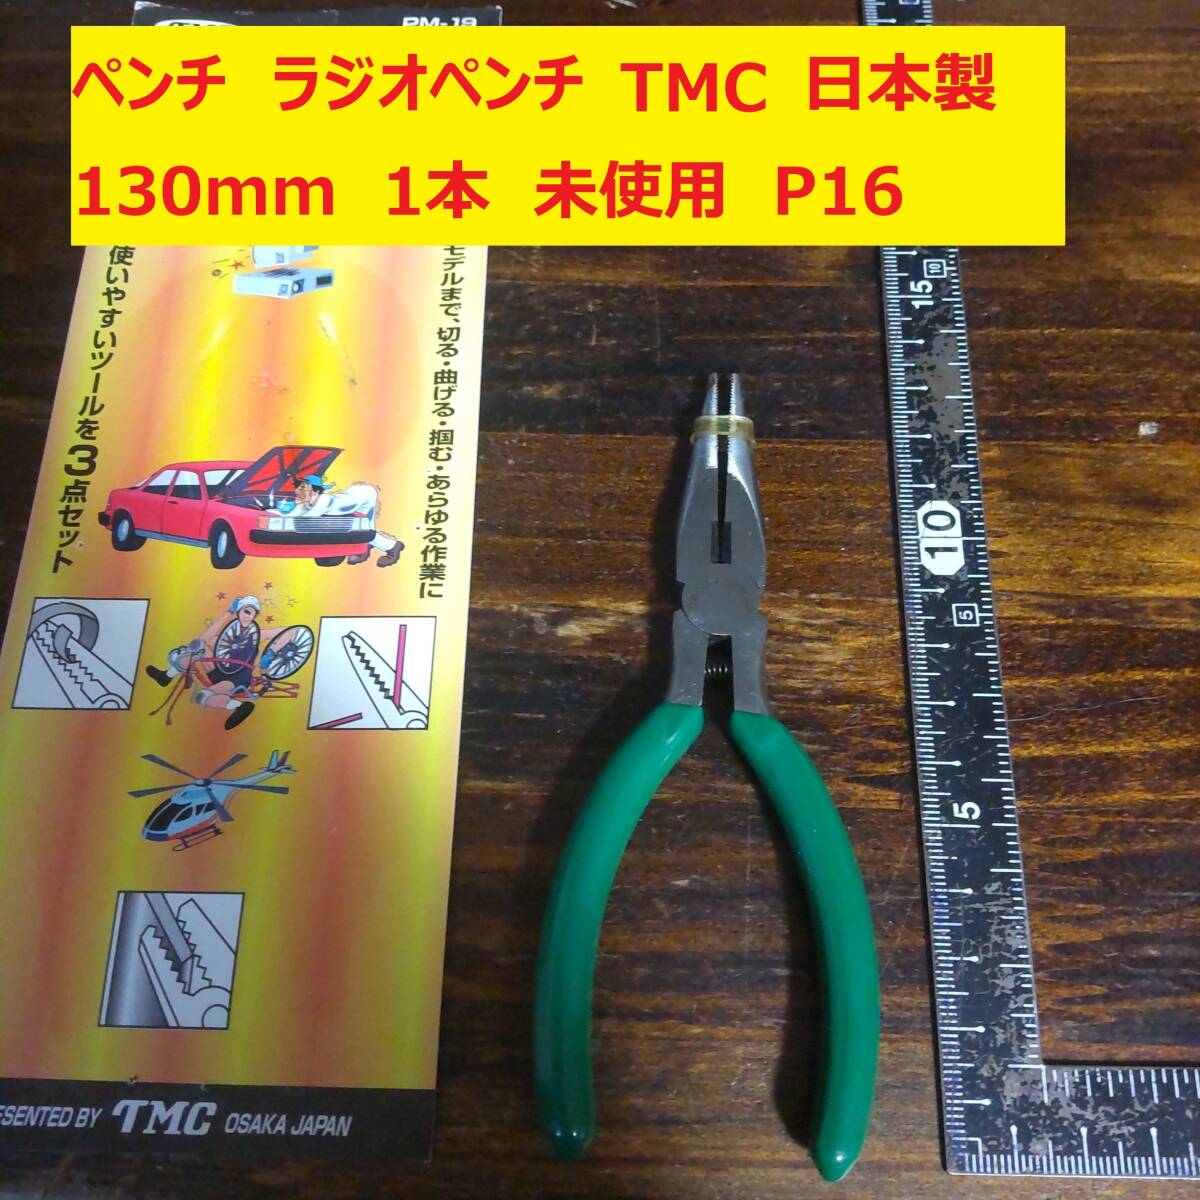 PM-19
ペンチ ラジオペンチ TMC 日本製
130mm 1本 未使用 P16
モデルまで、切る・曲げる・掴む・あらゆる作業に
使いやすいツールを3点セット
15
10
10
5
5
ESENTED BY TMC OSAKA JAPAN